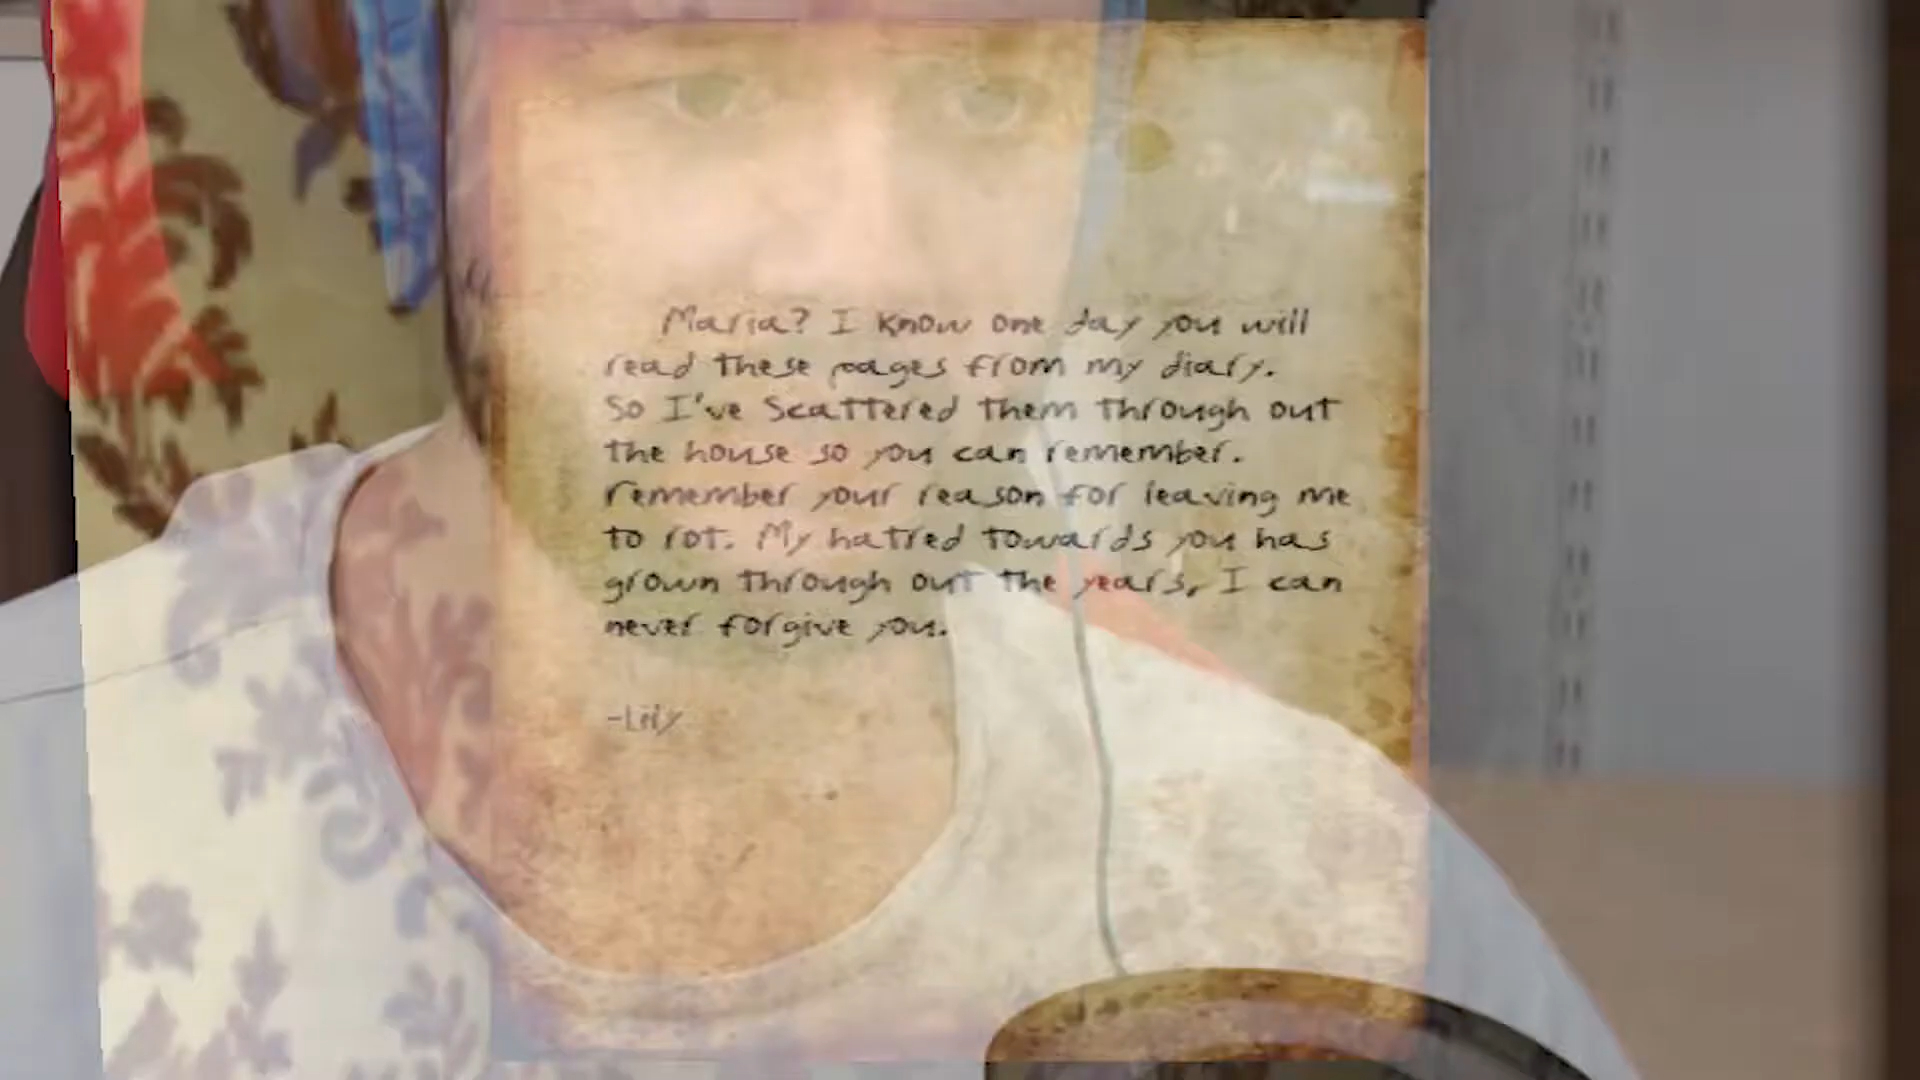 Maria? I know one day you will
read these pages from my diary.
So I've scattered them through out
the house so you can remember.
remember your reason for leaving me
to rot. My hatred towards you has
grown through out the years, I can
never forgive you.
-Lily